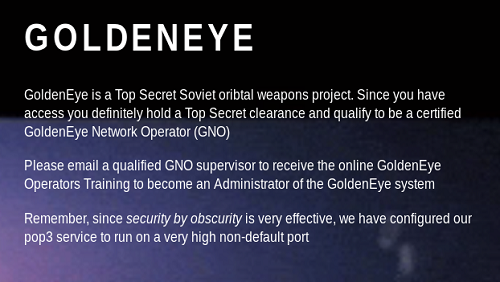 GOLDENEYE
GoldenEye is a Top Secret Soviet oribtal weapons project. Since you have
access you definitely hold a Top Secret clearance and qualify to be a certified
GoldenEye Network Operator (GNO)
Please email a qualified GNO supervisor to receive the online GoldenEye
Operators Training to become an Administrator of the GoldenEye system
Remember, since security by obscurity is very effective, we have configured our
pop3 service to run on a very high non-default port